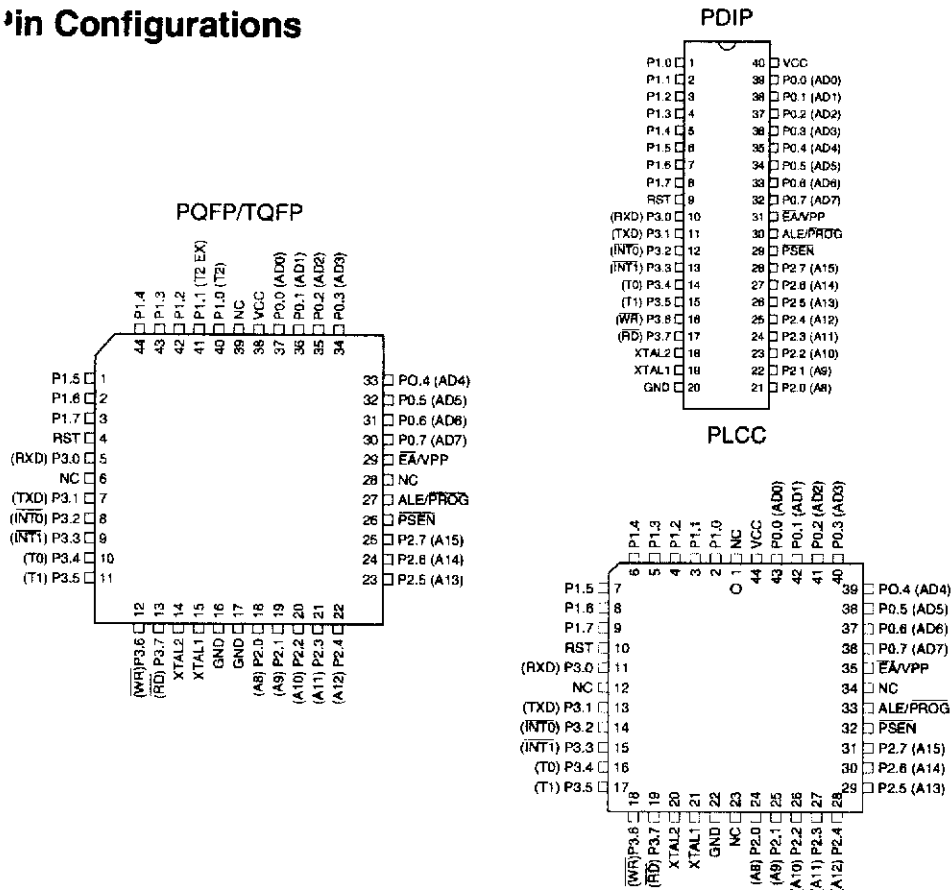 'in Configurations
PDIP
P1.0 1 40 VCC
P1.1 2 39 P0.0 (AD0)
P1.2 3 38 P0.1 (AD1)
P1.3 4 37 P0.2 (AD2)
P1.4 5 36 P0.3 (AD3)
P1.5 6 35 P0.4 (AD4)
P1.6 7 34 P0.5 (AD5)
P1.7 8 33 P0.6 (AD6)
RST 9 32 P0.7 (AD7)
(RXD) P3.0 10 31 EA/VPP
(TXD) P3.1 11 30 ALE/PROG
(INT0) P3.2 12 29 PSEN
(INT1) P3.3 13 28 P2.7 (A15)
(T0) P3.4 14 27 P2.6 (A14)
(T1) P3.5 15 26 P2.5 (A13)
(WR) P3.6 16 25 P2.4 (A12)
(RD) P3.7 17 24 P2.3 (A11)
XTAL2 18 23 P2.2 (A10)
XTAL1 19 22 P2.1 (A9)
GND 20 21 P2.0 (A8)
PQFP/TQFP
P1.4 P1.3 P1.2 P1.1 (T2 EX) P1.0 (T2) NC VCC P0.0 (AD0) P0.1 (AD1) P0.2 (AD2) P0.3 (AD3)
44 43 42 41 40 39 38 37 36 35 34
P1.5 1 33 PO.4 (AD4)
P1.6 2 32 P0.5 (AD5)
P1.7 3 31 P0.6 (AD6)
RST 4 30 P0.7 (AD7)
(RXD) P3.0 5 29 EA/VPP
NC 6 28 NC
(TXD) P3.1 7 27 ALE/PROG
(INT0) P3.2 8 26 PSEN
(INT1) P3.3 9 25 P2.7 (A15)
(T0) P3.4 10 24 P2.6 (A14)
(T1) P3.5 11 23 P2.5 (A13)
12 13 14 15 16 17 18 19 20 21 22
(WR)P3.6 (RD) P3.7 XTAL2 XTAL1 GND GND (A8) P2.0 (A9) P2.1 (A10) P2.2 (A11) P2.3 (A12) P2.4
PLCC
P1.4 P1.3 P1.2 P1.1 P1.0 NC VCC P0.0 (AD0) P0.1 (AD1) P0.2 (AD2) P0.3 (AD3)
6 5 4 3 2 1 44 43 42 41 40
P1.5 7 39 PO.4 (AD4)
P1.6 8 38 P0.5 (AD5)
P1.7 9 37 P0.6 (AD6)
RST 10 36 P0.7 (AD7)
(RXD) P3.0 11 35 EA/VPP
NC 12 34 NC
(TXD) P3.1 13 33 ALE/PROG
(INT0) P3.2 14 32 PSEN
(INT1) P3.3 15 31 P2.7 (A15)
(T0) P3.4 16 30 P2.6 (A14)
(T1) P3.5 17 29 P2.5 (A13)
18 19 20 21 22 23 24 25 26 27 28
(WR)P3.6 (RD) P3.7 XTAL2 XTAL1 GND NC (A8) P2.0 (A9) P2.1 (A10) P2.2 (A11) P2.3 (A12) P2.4